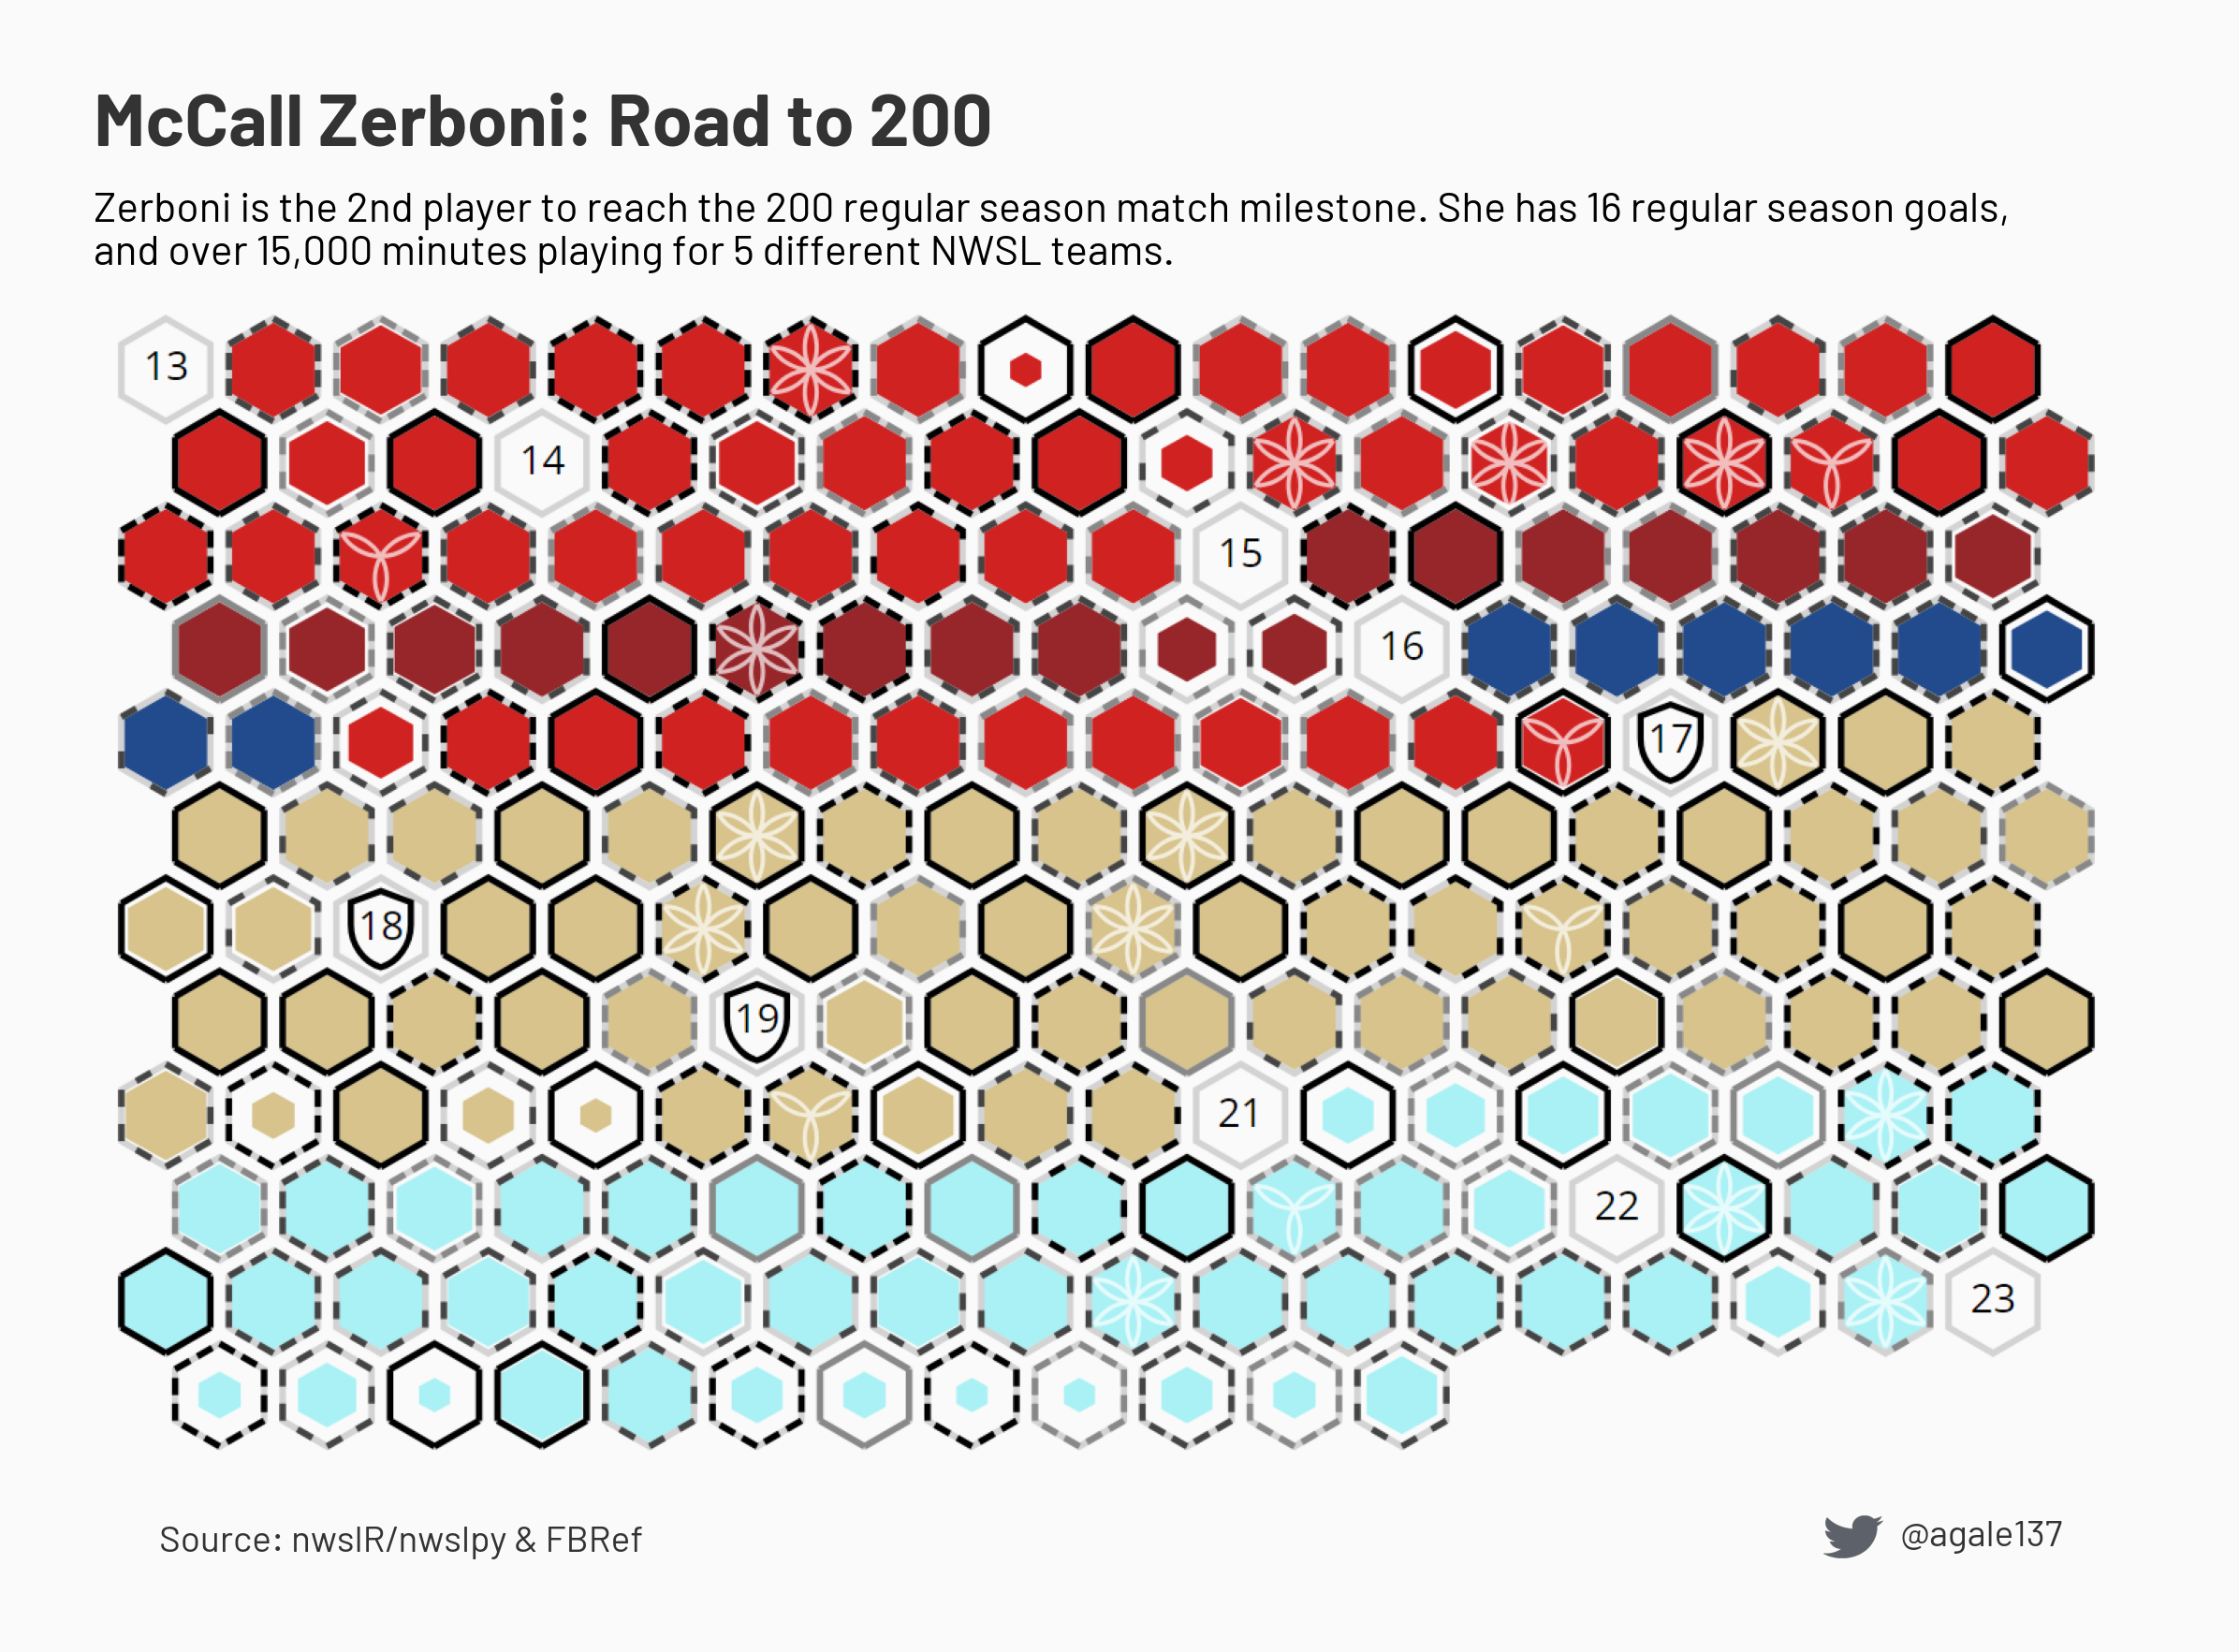 McCall Zerboni: Road to 200
Zerboni is the 2nd player to reach the 200 regular season match milestone. She has 16 regular season goals,
and over 15,000 minutes playing for 5 different NWSL teams.
13
14
15
16
17
18
19
21
22
23
Source: nwslR/nwslpy & FBRef
@agale137